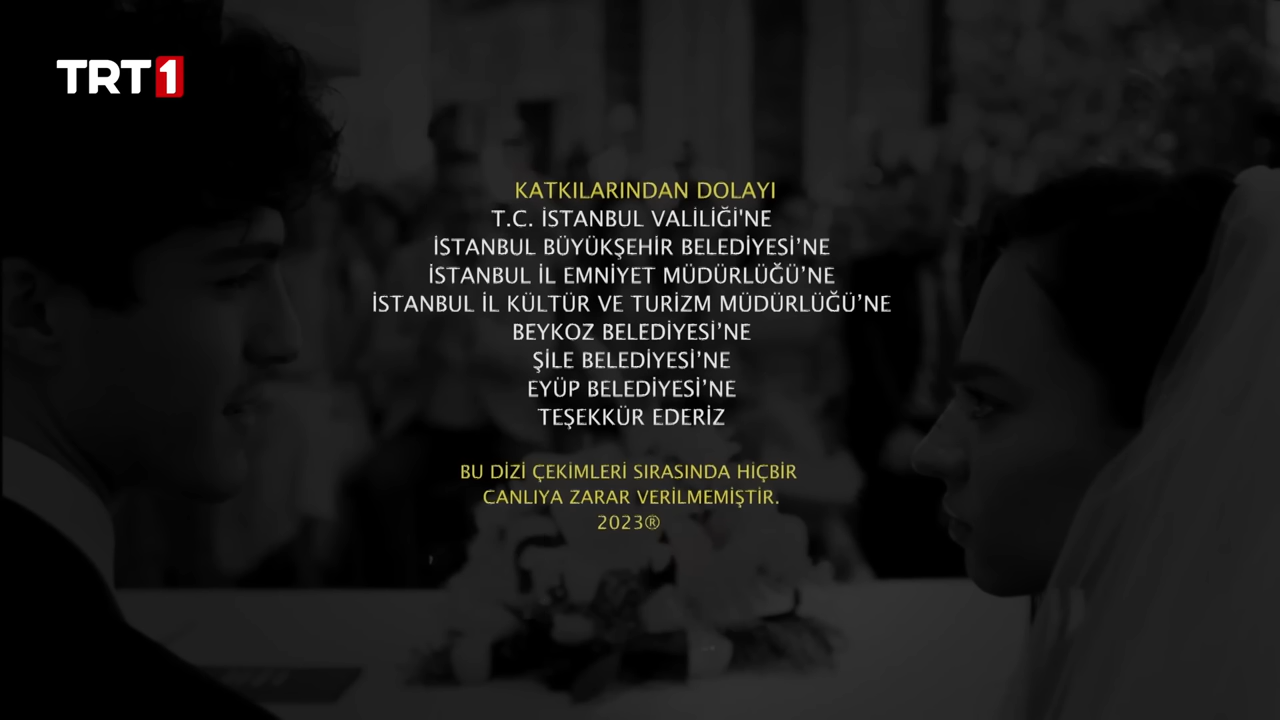 TRT1
KATKILARINDAN DOLAYI
T.C. İSTANBUL VALİLİĞİ'NE
İSTANBUL BÜYÜKŞEHİR BELEDİYESİ’NE
İSTANBUL İL EMNİYET MÜDÜRLÜĞÜ’NE
İSTANBUL İL KÜLTÜR VE TURİZM MÜDÜRLÜĞÜ’NE
BEYKOZ BELEDİYESİ’NE
ŞİLE BELEDİYESİ’NE
EYÜP BELEDİYESİ’NE
TEŞEKKÜR EDERİZ
BU DİZİ ÇEKİMLERİ SIRASINDA HİÇBİR
CANLIYA ZARAR VERİLMEMİŞTİR.
2023®